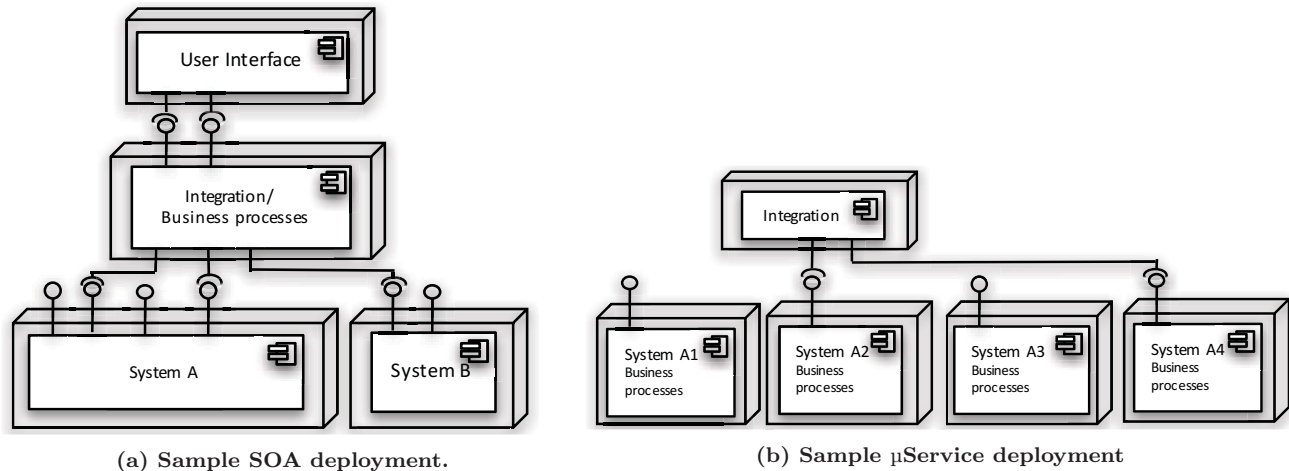 User Interface
Integration/
Business processes
System A
System B
(a) Sample SOA deployment.
Integration
System A1
Business
processes
System A2
Business
processes
System A3
Business
processes
System A4
Business
processes
(b) Sample µService deployment